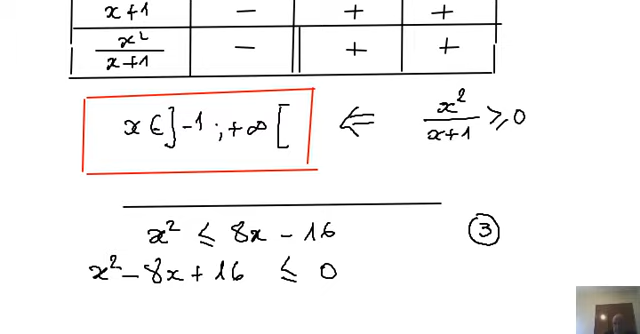 x+1 − + +
x²/(x+1) − + +
x ∈ ]-1 ; +∞[ ⇐ x²/(x+1) ⩾ 0
x² ≤ 8x − 16 ③
x² − 8x + 16 ≤ 0